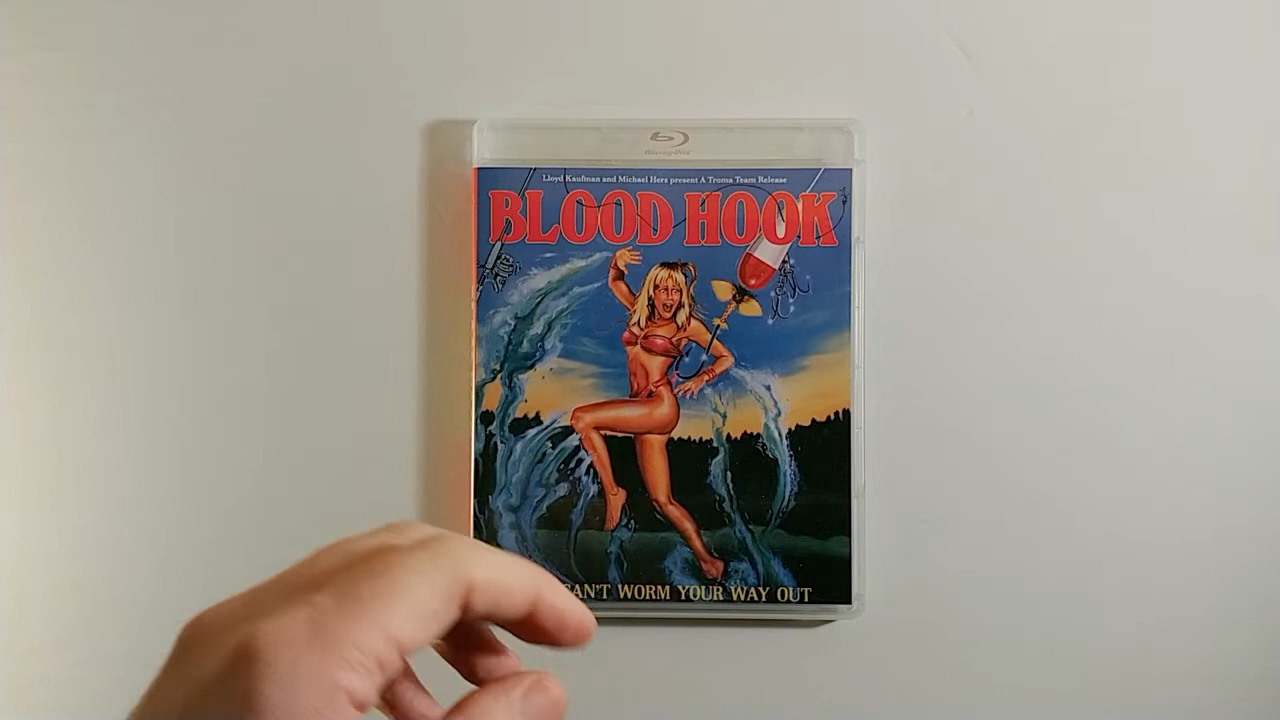 Blu-ray Disc
Lloyd Kaufman and Michael Herz present A Troma Team Release
BLOOD HOOK
CAN'T WORM YOUR WAY OUT